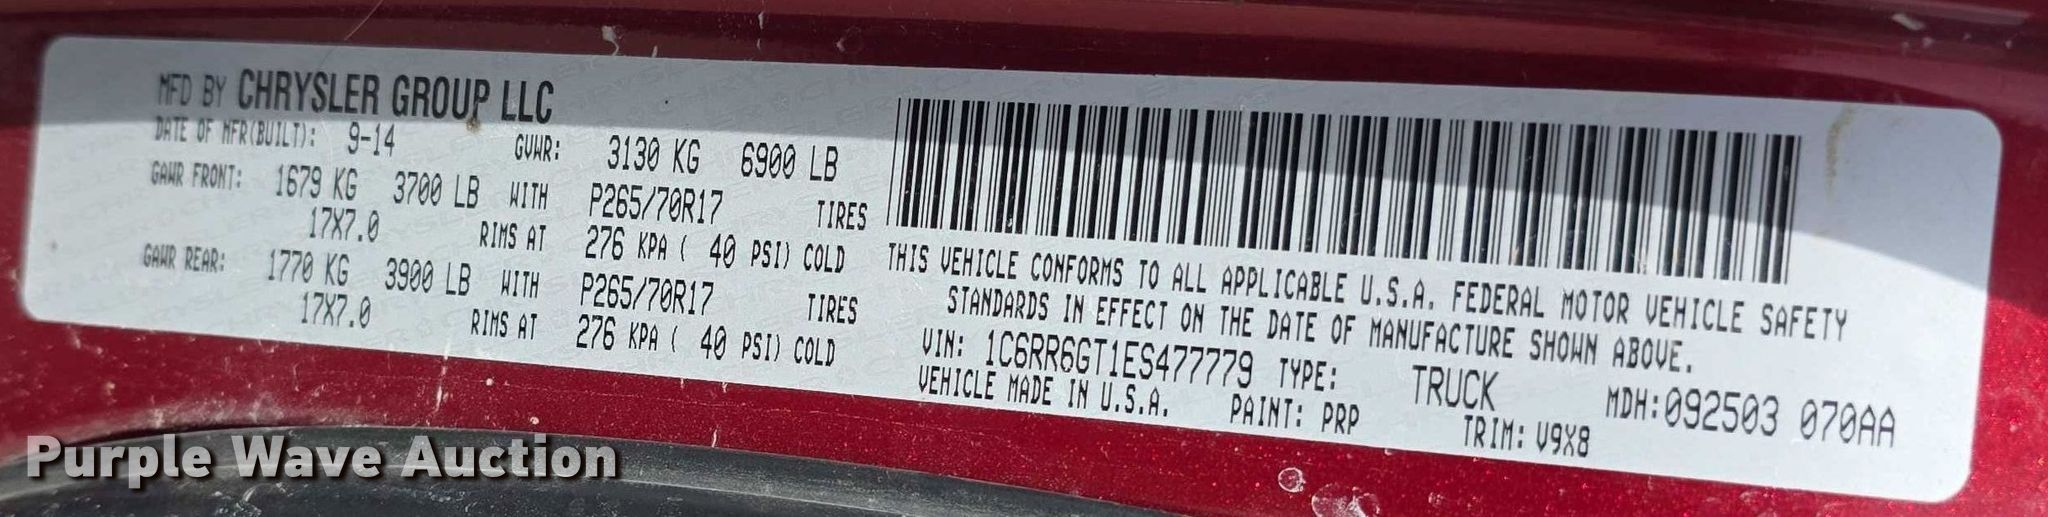 MFD BY CHRYSLER GROUP LLC
DATE OF MFR(BUILT): 9-14 GVWR: 3130 KG 6900 LB
GAWR FRONT: 1679 KG 3700 LB WITH P265/70R17 TIRES
17X7.0 RIMS AT 276 KPA ( 40 PSI) COLD
GAWR REAR: 1770 KG 3900 LB WITH P265/70R17 TIRES
17X7.0 RIMS AT 276 KPA ( 40 PSI) COLD
THIS VEHICLE CONFORMS TO ALL APPLICABLE U.S.A. FEDERAL MOTOR VEHICLE SAFETY
STANDARDS IN EFFECT ON THE DATE OF MANUFACTURE SHOWN ABOVE.
VIN: 1C6RR6GT1ES477779 TYPE: TRUCK MDH:092503 070AA
VEHICLE MADE IN U.S.A. PAINT: PRP TRIM: V9X8
Purple Wave Auction